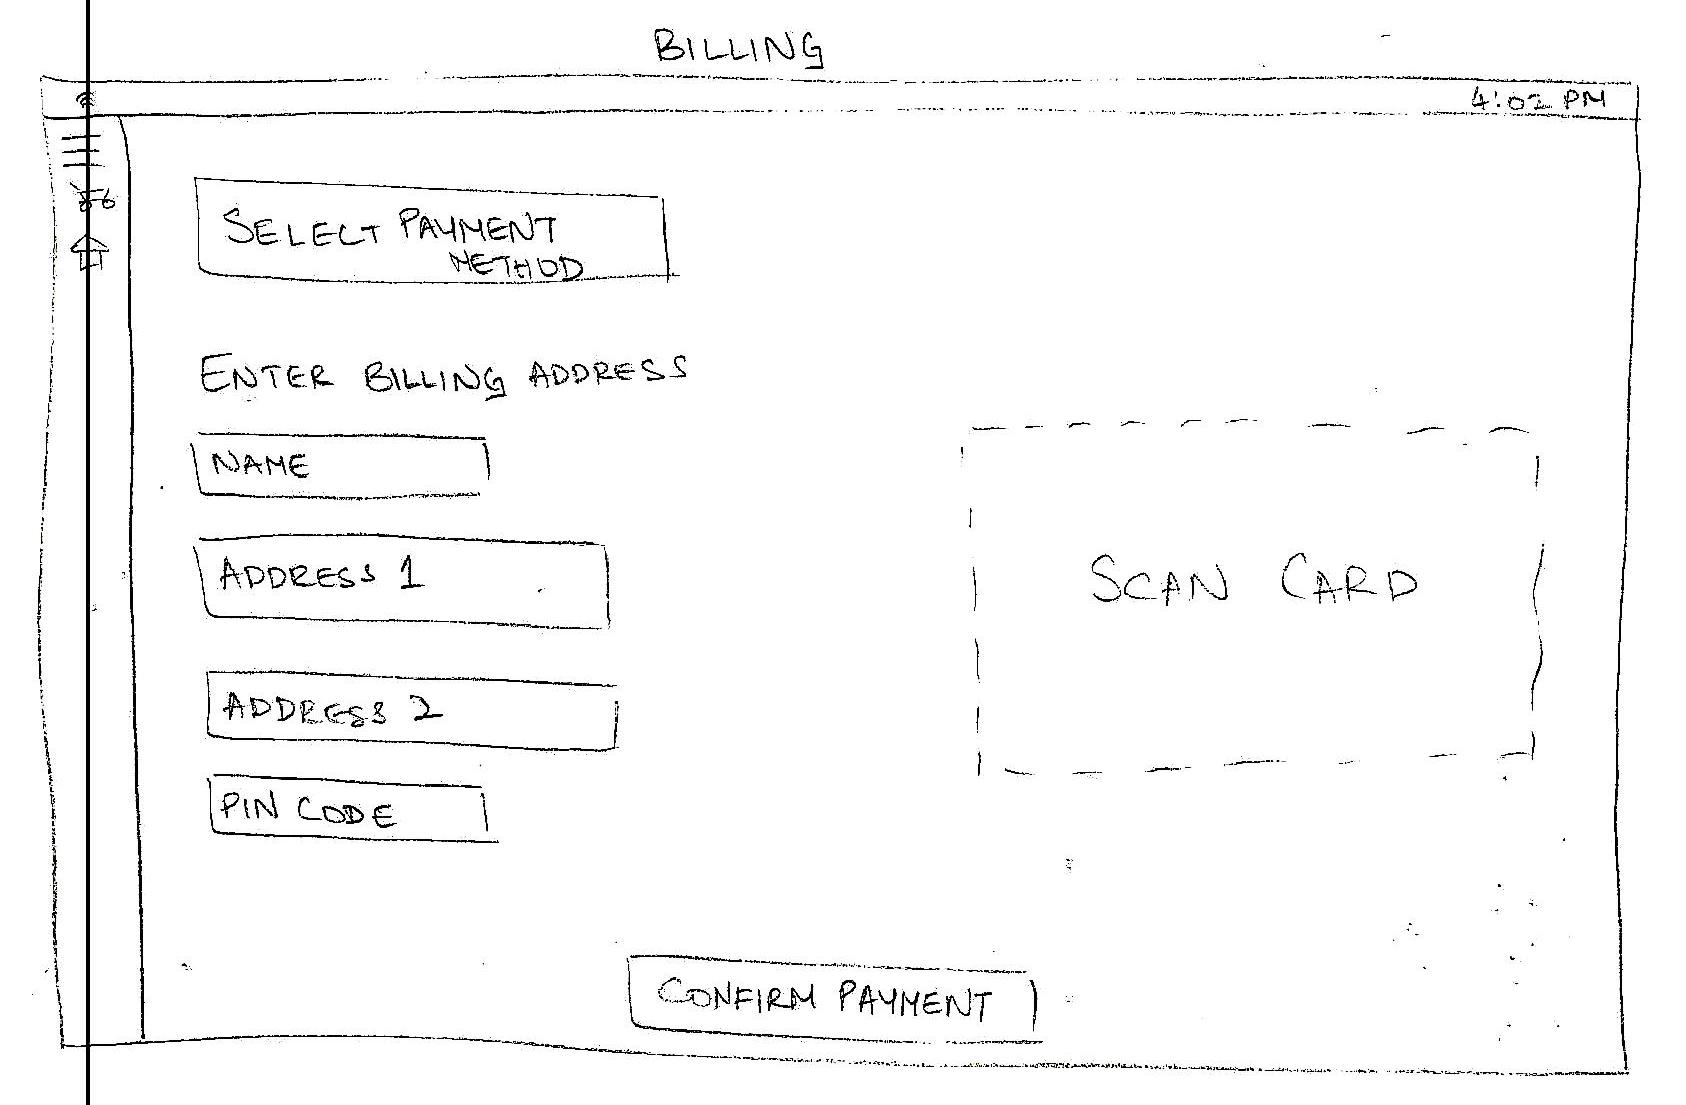 BILLING
4:02 PM
SELECT PAYMENT
METHOD
ENTER BILLING ADDRESS
NAME
ADDRESS 1
ADDRESS 2
PIN CODE
SCAN CARD
CONFIRM PAYMENT